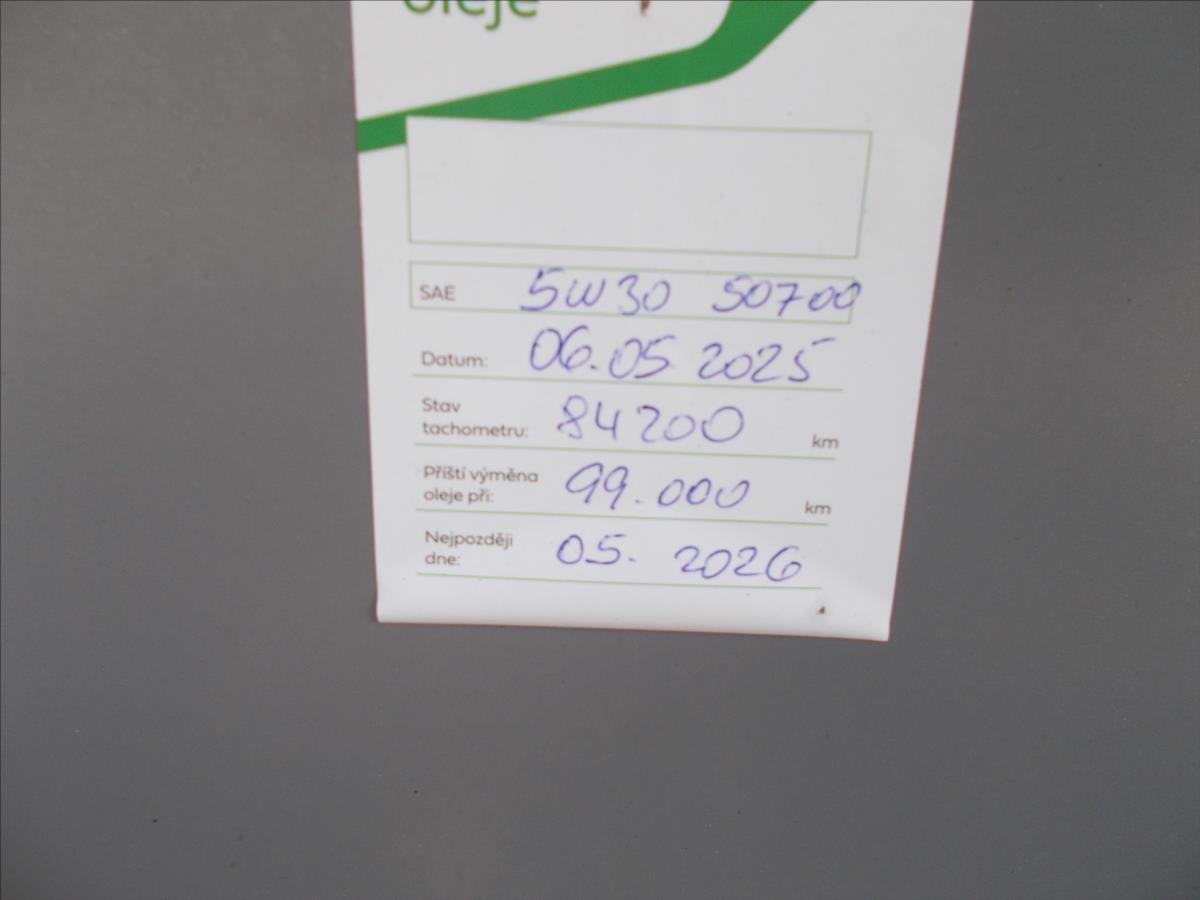 oleje
SAE 5W30 50700
Datum: 06.05 2025
Stav
tachometru: 84200 km
Příští výměna
oleje při: 99.000 km
Nejpozději
dne: 05. 2026